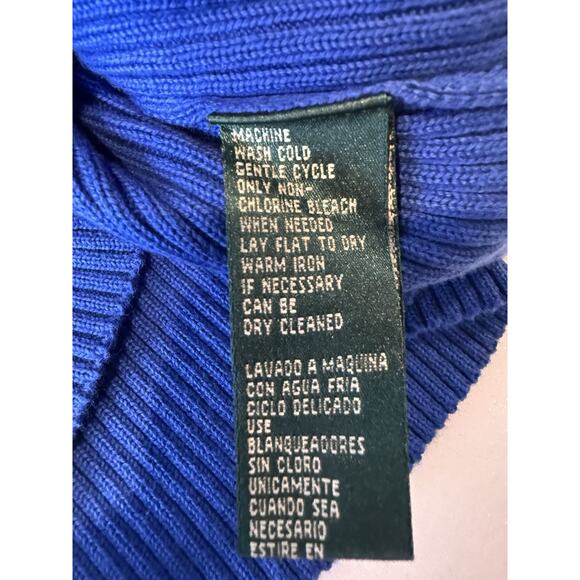 MACHINE
WASH COLD
GENTLE CYCLE
ONLY NON-
CHLORINE BLEACH
WHEN NEEDED
LAY FLAT TO DRY
WARM IRON
IF NECESSARY
CAN BE
DRY CLEANED
LAVADO A MAQUINA
CON AGUA FRIA
CICLO DELICADO
USE
BLANQUEADORES
SIN CLORO
UNICAMENTE
CUANDO SEA
NECESARIO
ESTIRE EN